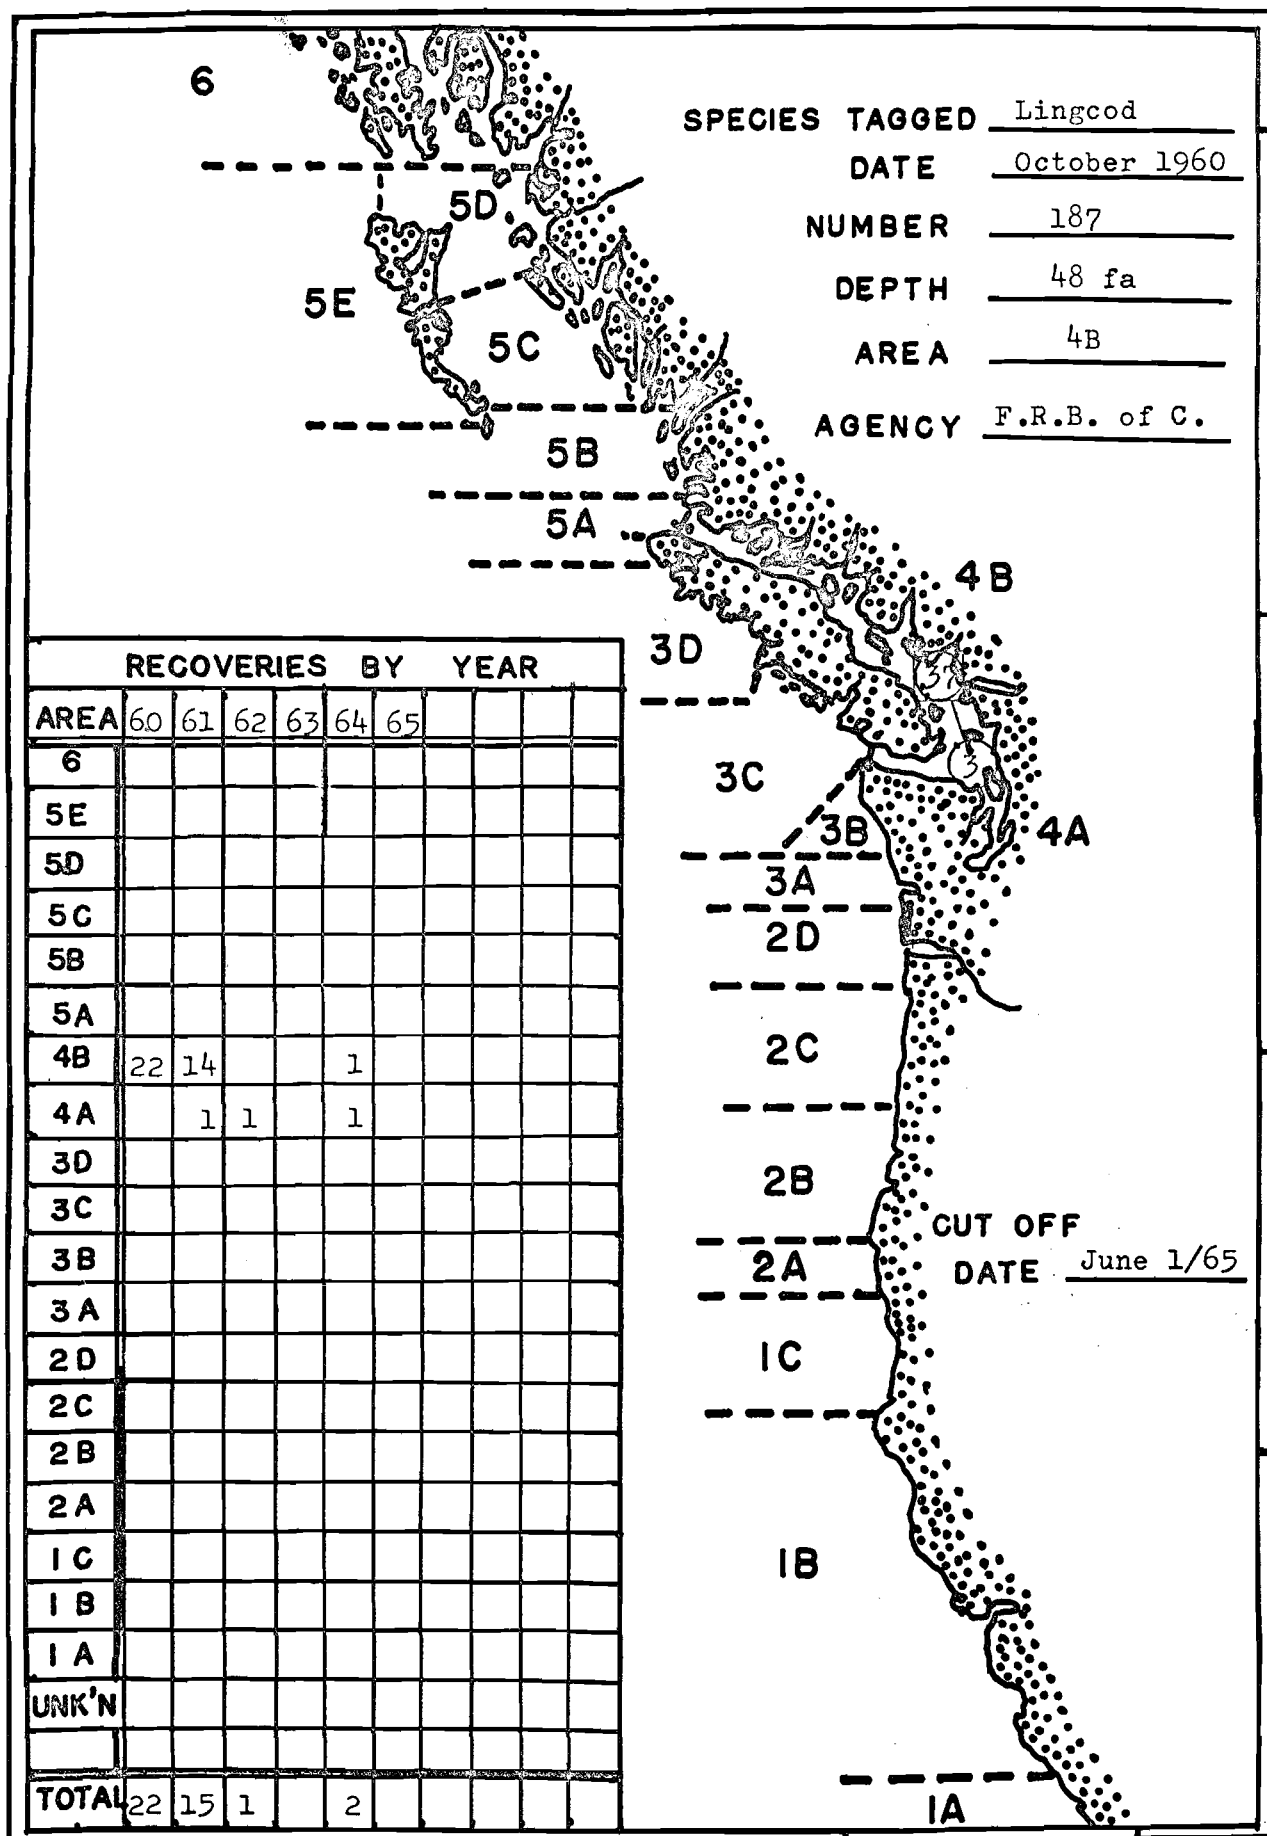 6
SPECIES TAGGED Lingcod
DATE October 1960
5D
NUMBER 187
DEPTH 48 fa
5E
5C
AREA 4B
AGENCY F.R.B. of C.
5B
5A
4B
3D
37
3
3C
3B
4A
3A
2D
2C
2B
CUT OFF
DATE June 1/65
2A
1C
1B
1A
RECOVERIES BY YEAR
AREA 60 61 62 63 64 65
6
5E
5D
5C
5B
5A
4B 22 14 1
4A 1 1 1
3D
3C
3B
3A
2D
2C
2B
2A
1C
1B
1A
UNK'N
TOTAL 22 15 1 2